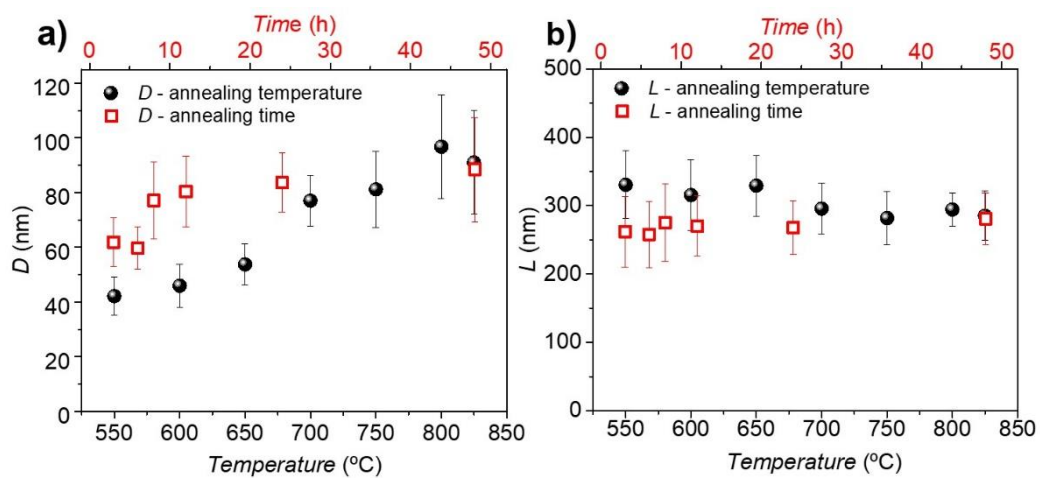 a)
Time (h)
0 10 20 30 40 50
D - annealing temperature
D - annealing time
120
100
80
60
40
20
0
D (nm)
550 600 650 700 750 800 850
Temperature (ºC)
b)
Time (h)
0 10 20 30 40 50
L - annealing temperature
L - annealing time
500
400
300
200
100
0
L (nm)
550 600 650 700 750 800 850
Temperature (ºC)